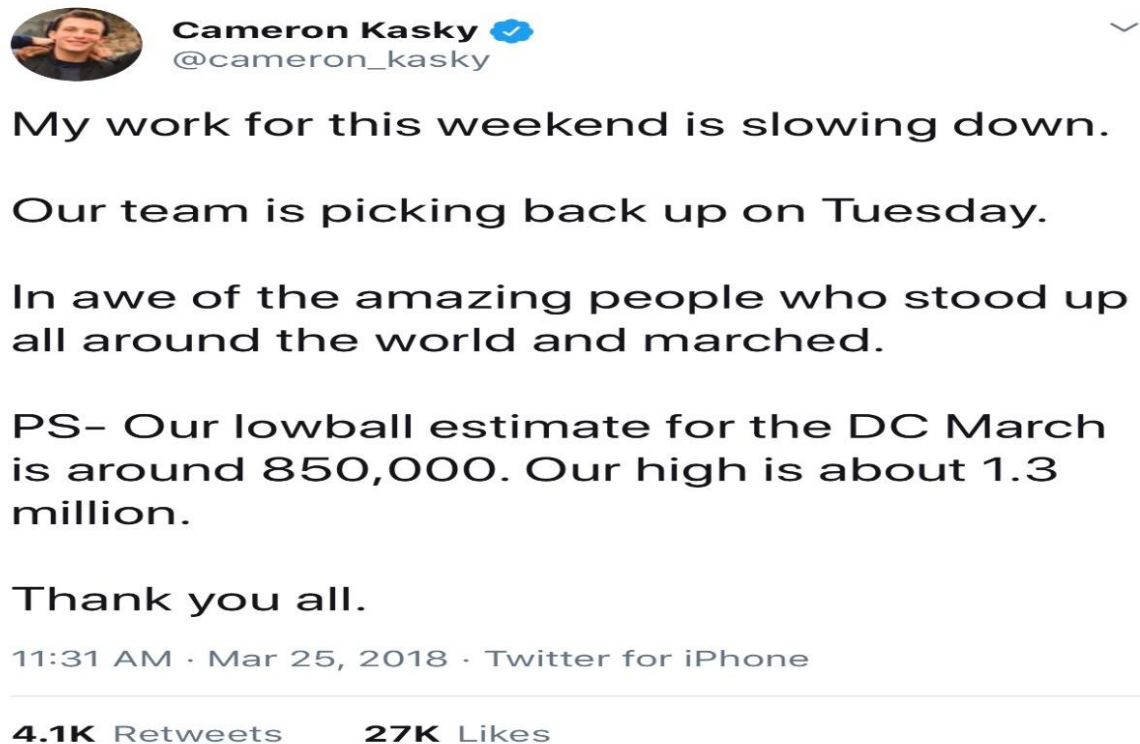 Cameron Kasky
@cameron_kasky
My work for this weekend is slowing down.
Our team is picking back up on Tuesday.
In awe of the amazing people who stood up
all around the world and marched.
PS- Our lowball estimate for the DC March
is around 850,000. Our high is about 1.3
million.
Thank you all.
11:31 AM · Mar 25, 2018 · Twitter for iPhone
4.1K Retweets 27K Likes